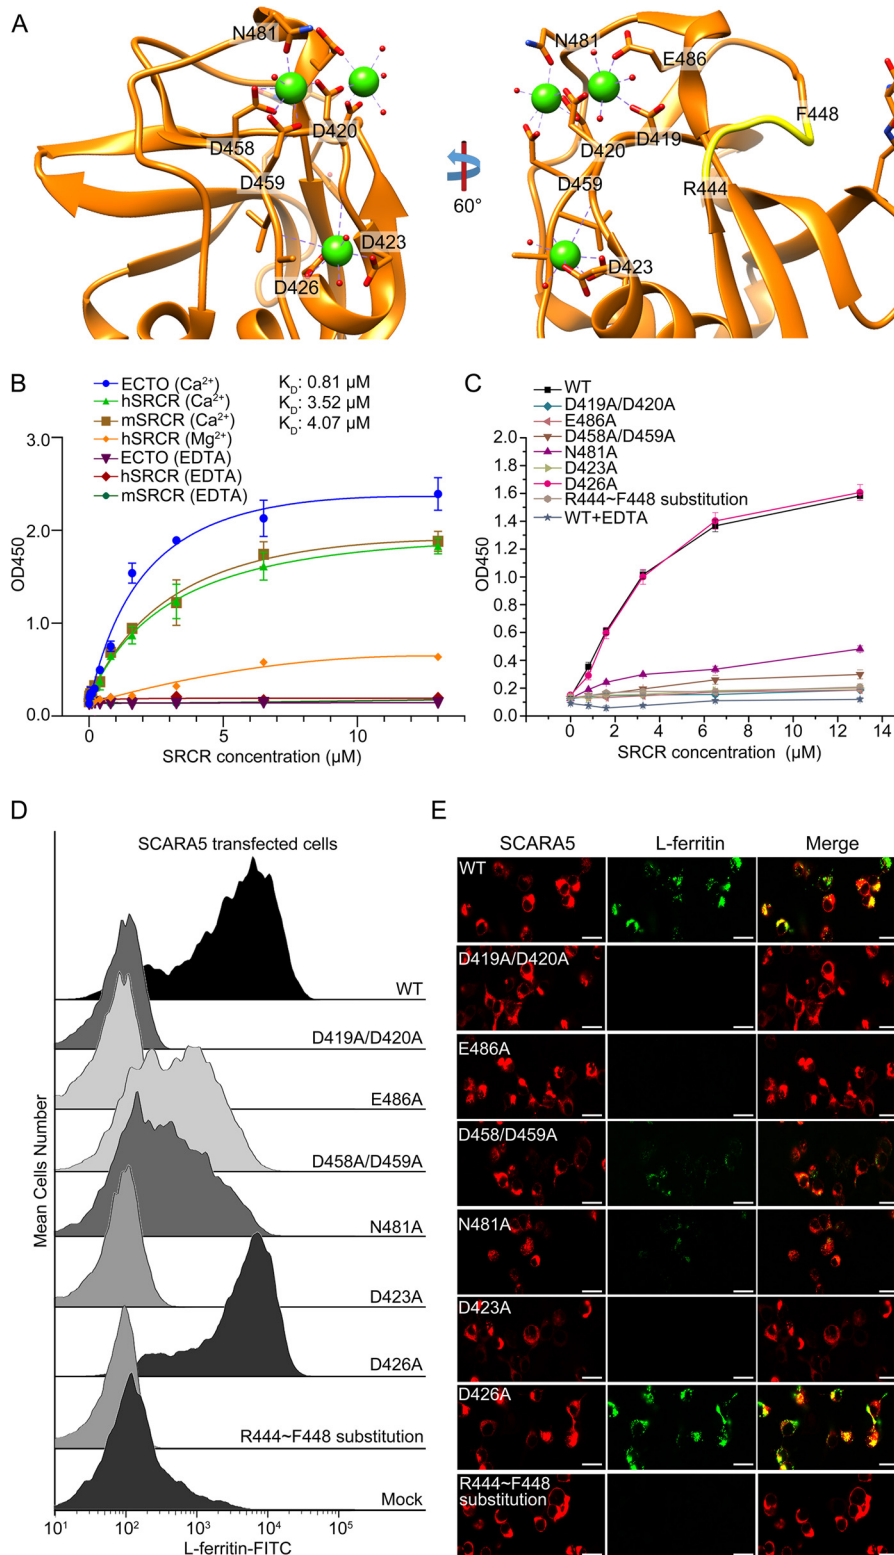 A
N481
D458
D420
D459
D423
D426
60°
N481
E486
F448
D420
D419
D459
R444
D423
B
ECTO (Ca²⁺)
hSRCR (Ca²⁺)
mSRCR (Ca²⁺)
hSRCR (Mg²⁺)
ECTO (EDTA)
hSRCR (EDTA)
mSRCR (EDTA)
K_D: 0.81 µM
K_D: 3.52 µM
K_D: 4.07 µM
OD450
3.0
2.0
1.0
0.0
0 5 10
SRCR concentration (µM)
C
WT
D419A/D420A
E486A
D458A/D459A
N481A
D423A
D426A
R444~F448 substitution
WT+EDTA
OD450
2.0
1.8
1.6
1.4
1.2
1.0
0.8
0.6
0.4
0.2
0.0
0 2 4 6 8 10 12 14
SRCR concentration (µM)
D
SCARA5 transfected cells
Mean Cells Number
WT
D419A/D420A
E486A
D458A/D459A
N481A
D423A
D426A
R444~F448 substitution
Mock
10¹ 10² 10³ 10⁴ 10⁵
L-ferritin-FITC
E
SCARA5 L-ferritin Merge
WT
D419A/D420A
E486A
D458/D459A
N481A
D423A
D426A
R444~F448
substitution